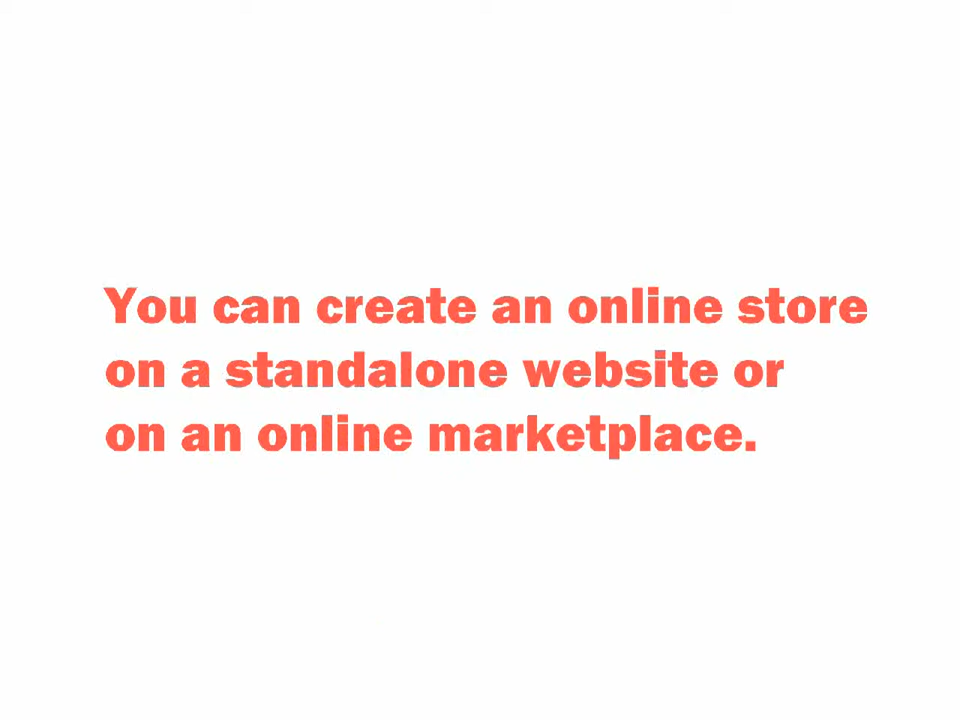 You can create an online store
on a standalone website or
on an online marketplace.